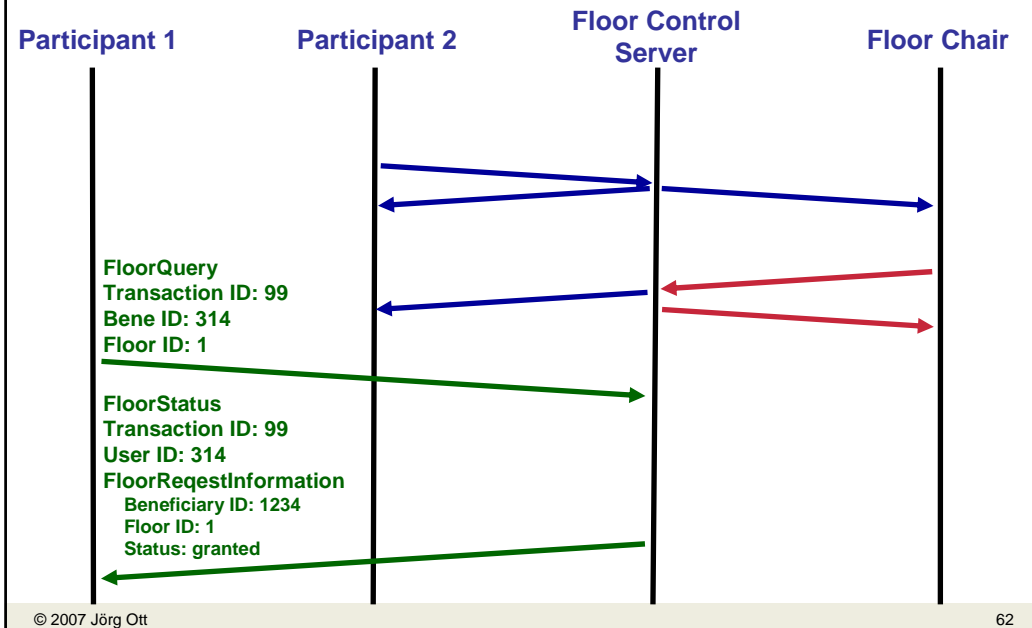 Participant 1
Participant 2
Floor Control
Server
Floor Chair
FloorQuery
Transaction ID: 99
Bene ID: 314
Floor ID: 1
FloorStatus
Transaction ID: 99
User ID: 314
FloorReqestInformation
Beneficiary ID: 1234
Floor ID: 1
Status: granted
© 2007 Jörg Ott
62